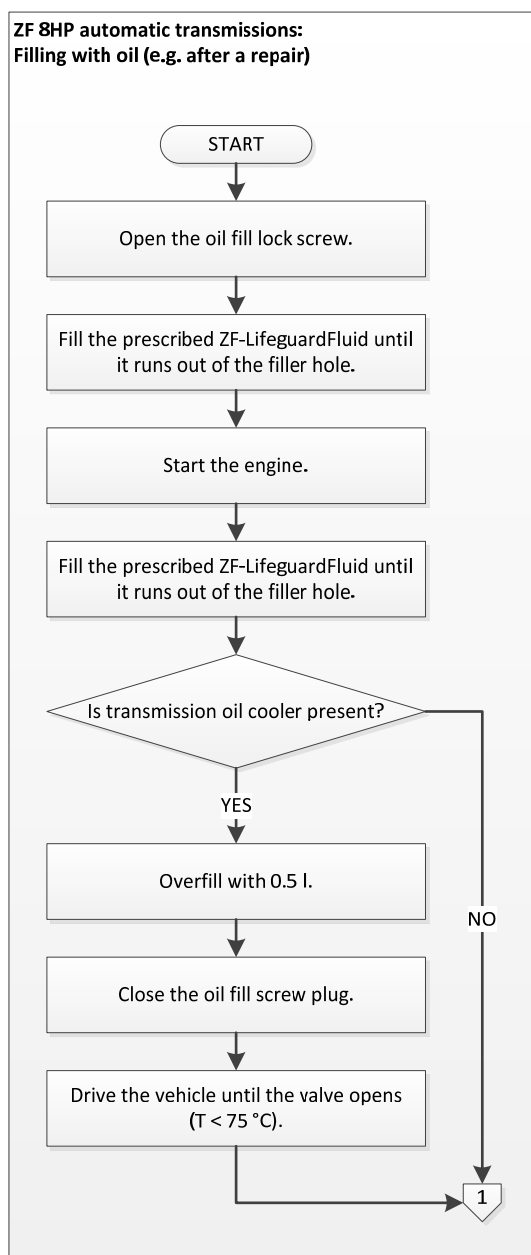 ZF 8HP automatic transmissions:
Filling with oil (e.g. after a repair)
START
Open the oil fill lock screw.
Fill the prescribed ZF-LifeguardFluid until
it runs out of the filler hole.
Start the engine.
Fill the prescribed ZF-LifeguardFluid until
it runs out of the filler hole.
Is transmission oil cooler present?
YES
Overfill with 0.5 l.
NO
Close the oil fill screw plug.
Drive the vehicle until the valve opens
(T < 75 °C).
1